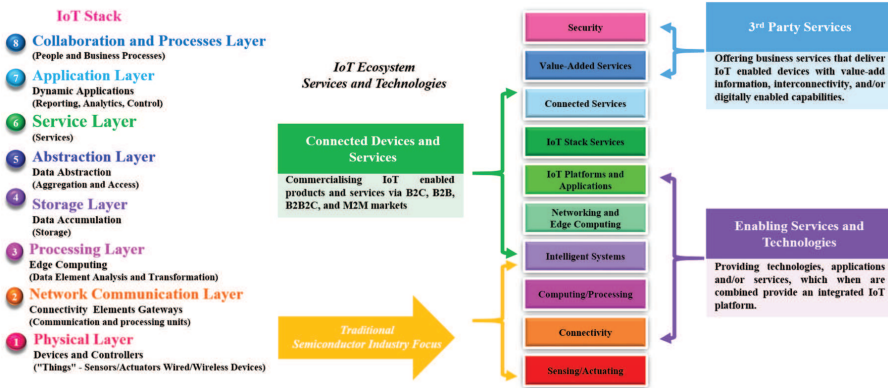 IoT Stack
8 Collaboration and Processes Layer
(People and Business Processes)
7 Application Layer
Dynamic Applications
(Reporting, Analytics, Control)
6 Service Layer
(Services)
5 Abstraction Layer
Data Abstraction
(Aggregation and Access)
4 Storage Layer
Data Accumulation
(Storage)
3 Processing Layer
Edge Computing
(Data Element Analysis and Transformation)
2 Network Communication Layer
Connectivity Elements Gateways
(Communication and processing units)
1 Physical Layer
Devices and Controllers
("Things" - Sensors/Actuators Wired/Wireless Devices)
IoT Ecosystem
Services and Technologies
Connected Devices and
Services
Commercialising IoT enabled
products and services via B2C, B2B,
B2B2C, and M2M markets
Traditional
Semiconductor Industry Focus
Security
Value-Added Services
Connected Services
IoT Stack Services
IoT Platforms and
Applications
Networking and
Edge Computing
Intelligent Systems
Computing/Processing
Connectivity
Sensing/Actuating
3rd Party Services
Offering business services that deliver
IoT enabled devices with value-add
information, interconnectivity, and/or
digitally enabled capabilities.
Enabling Services and
Technologies
Providing technologies, applications
and/or services, which when are
combined provide an integrated IoT
platform.